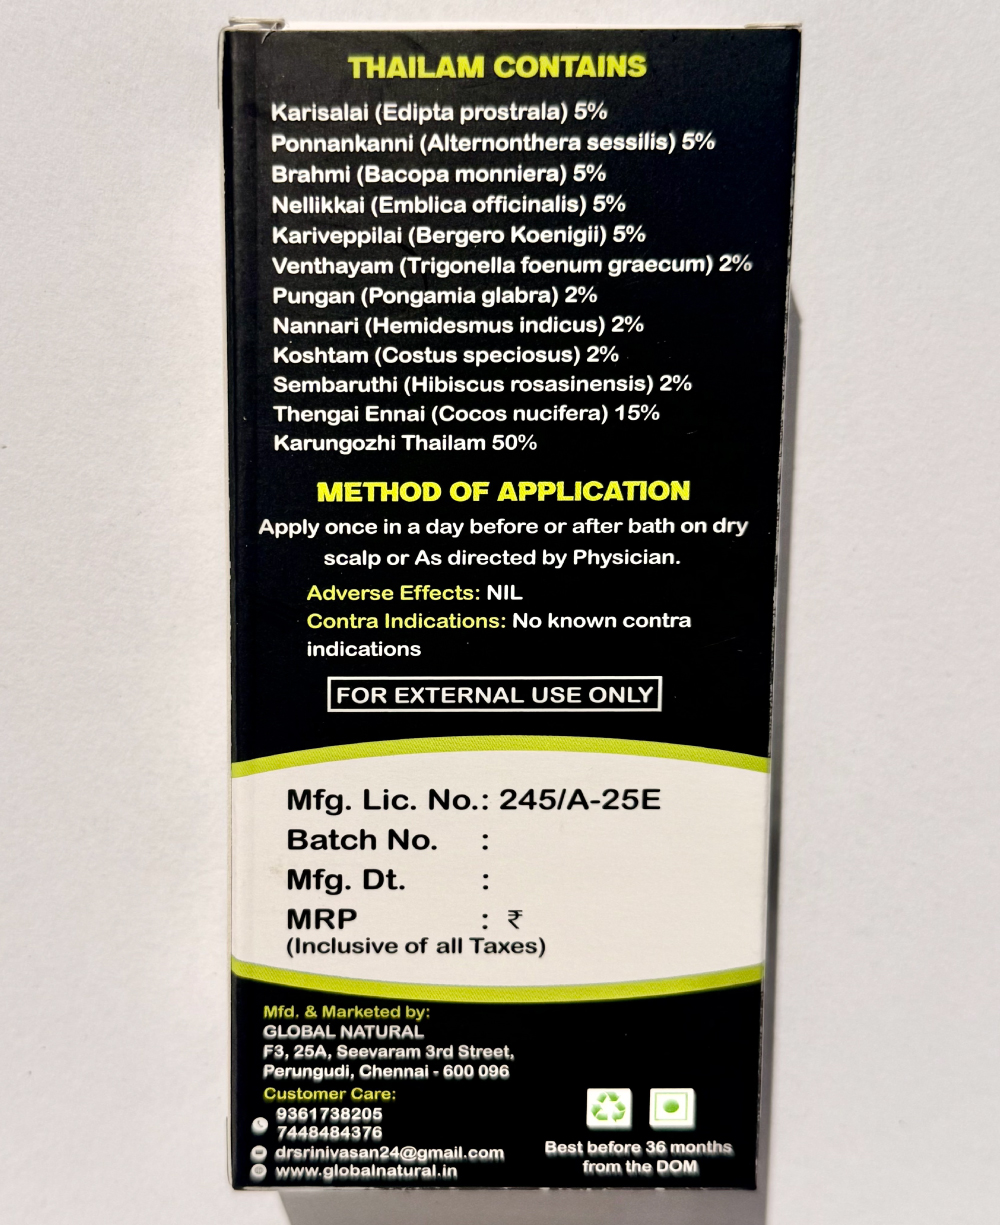 THAILAM CONTAINS
Karisalai (Edipta prostrala) 5%
Ponnankanni (Alternonthera sessilis) 5%
Brahmi (Bacopa monniera) 5%
Nellikkai (Emblica officinalis) 5%
Kariveppilai (Bergero Koenigii) 5%
Venthayam (Trigonella foenum graecum) 2%
Pungan (Pongamia glabra) 2%
Nannari (Hemidesmus indicus) 2%
Koshtam (Costus speciosus) 2%
Sembaruthi (Hibiscus rosasinensis) 2%
Thengai Ennai (Cocos nucifera) 15%
Karungozhi Thailam 50%
METHOD OF APPLICATION
Apply once in a day before or after bath on dry
scalp or As directed by Physician.
Adverse Effects: NIL
Contra Indications: No known contra
indications
FOR EXTERNAL USE ONLY
Mfg. Lic. No.: 245/A-25E
Batch No. :
Mfg. Dt. :
MRP : ₹
(Inclusive of all Taxes)
Mfd. & Marketed by:
GLOBAL NATURAL
F3, 25A, Seevaram 3rd Street,
Perungudi, Chennai - 600 096
Customer Care:
9361738205
7448484376
drsrinivasan24@gmail.com
www.globalnatural.in
Best before 36 months
from the DOM